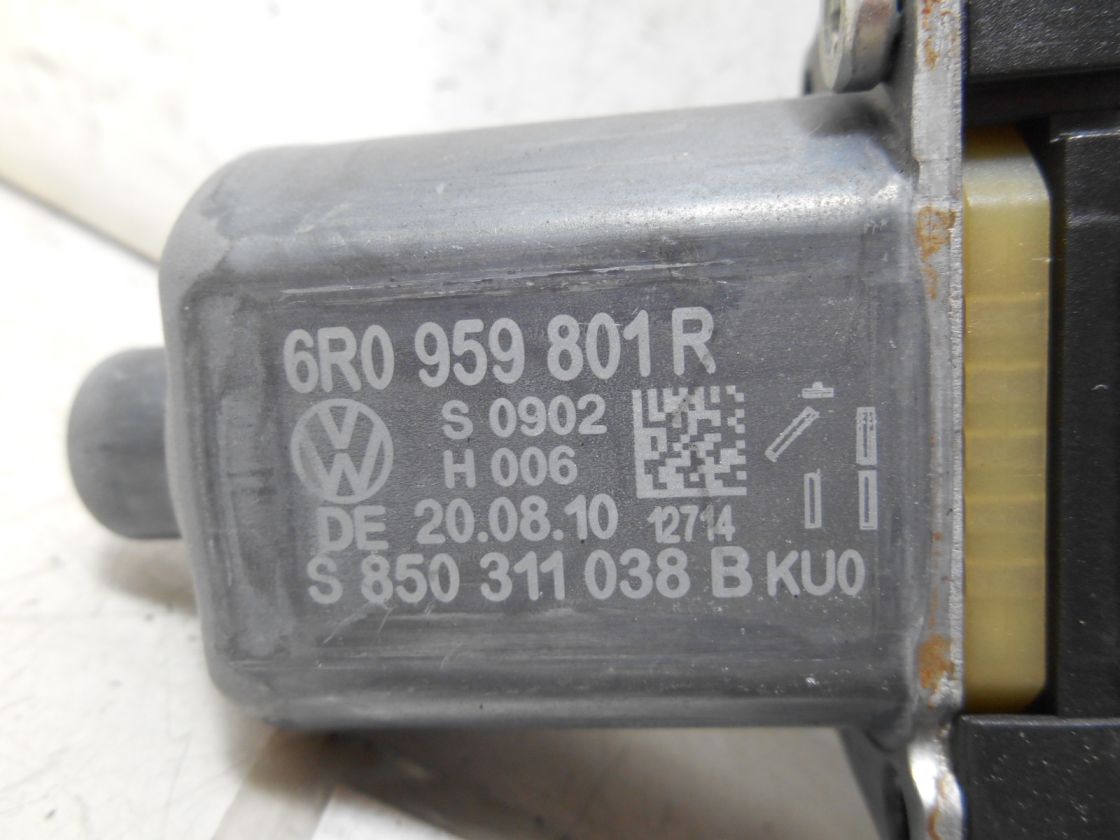 6R0 959 801 R
S 0902
H 006
DE 20.08.10 12714
S 850 311 038 B KU0